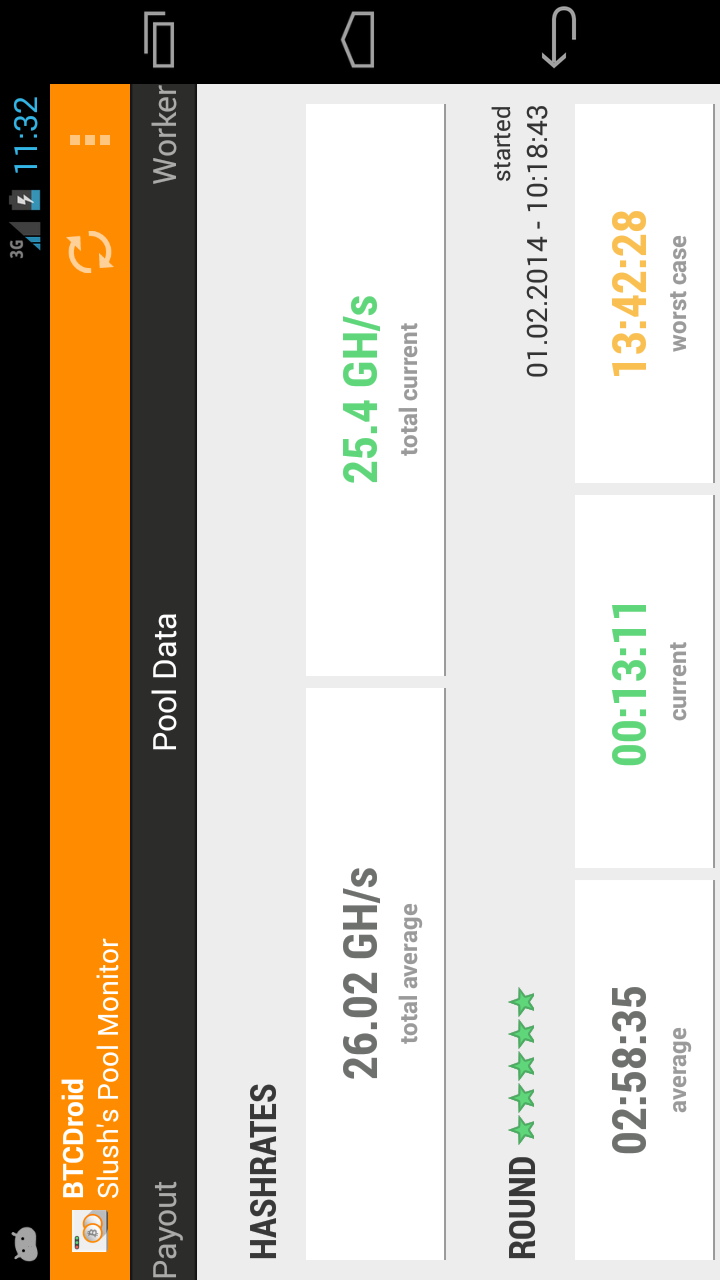 3G 11:32
BTCDroid
Slush's Pool Monitor
Payout Pool Data Worker
HASHRATES
26.02 GH/s 25.4 GH/s
total average total current
ROUND started
01.02.2014 - 10:18:43
02:58:35 00:13:11 13:42:28
average current worst case